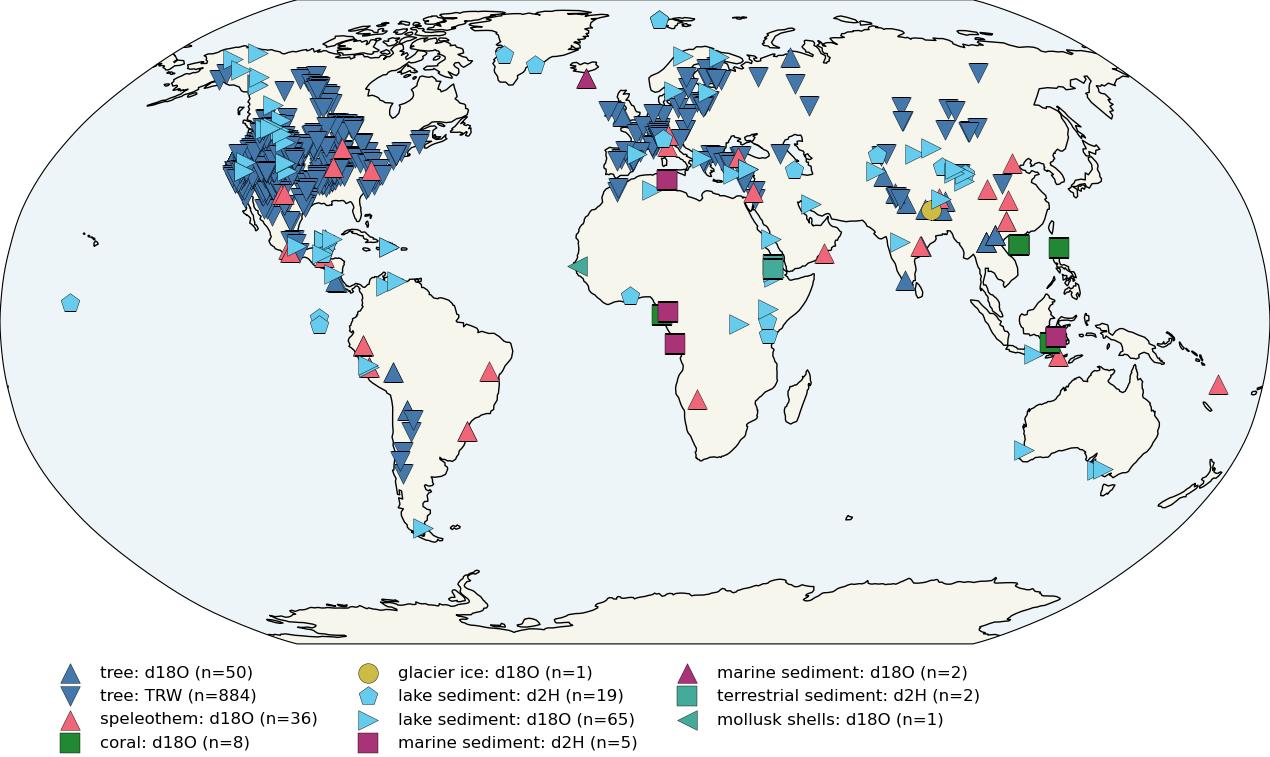 tree: d18O (n=50)
tree: TRW (n=884)
speleothem: d18O (n=36)
coral: d18O (n=8)
glacier ice: d18O (n=1)
lake sediment: d2H (n=19)
lake sediment: d18O (n=65)
marine sediment: d2H (n=5)
marine sediment: d18O (n=2)
terrestrial sediment: d2H (n=2)
mollusk shells: d18O (n=1)